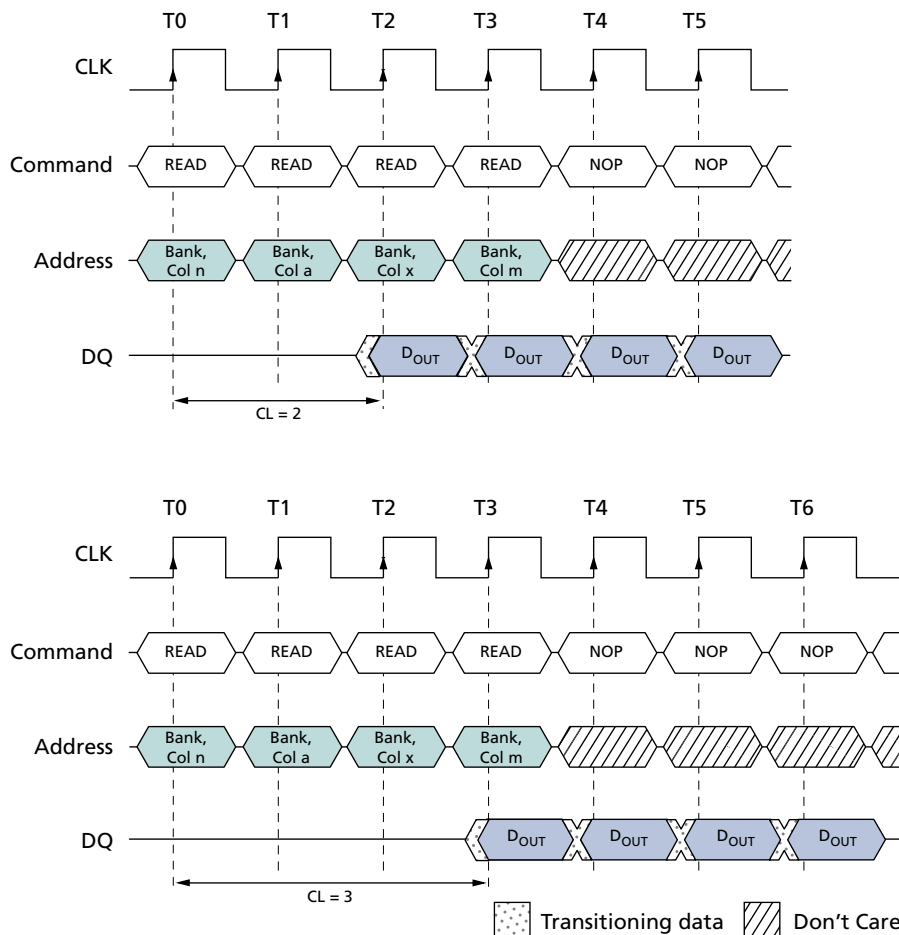 T0 T1 T2 T3 T4 T5
CLK
Command READ READ READ READ NOP NOP
Address Bank, Col n Bank, Col a Bank, Col x Bank, Col m
DQ DOUT DOUT DOUT DOUT
CL = 2
T0 T1 T2 T3 T4 T5 T6
CLK
Command READ READ READ READ NOP NOP NOP
Address Bank, Col n Bank, Col a Bank, Col x Bank, Col m
DQ DOUT DOUT DOUT DOUT
CL = 3
Transitioning data Don't Care